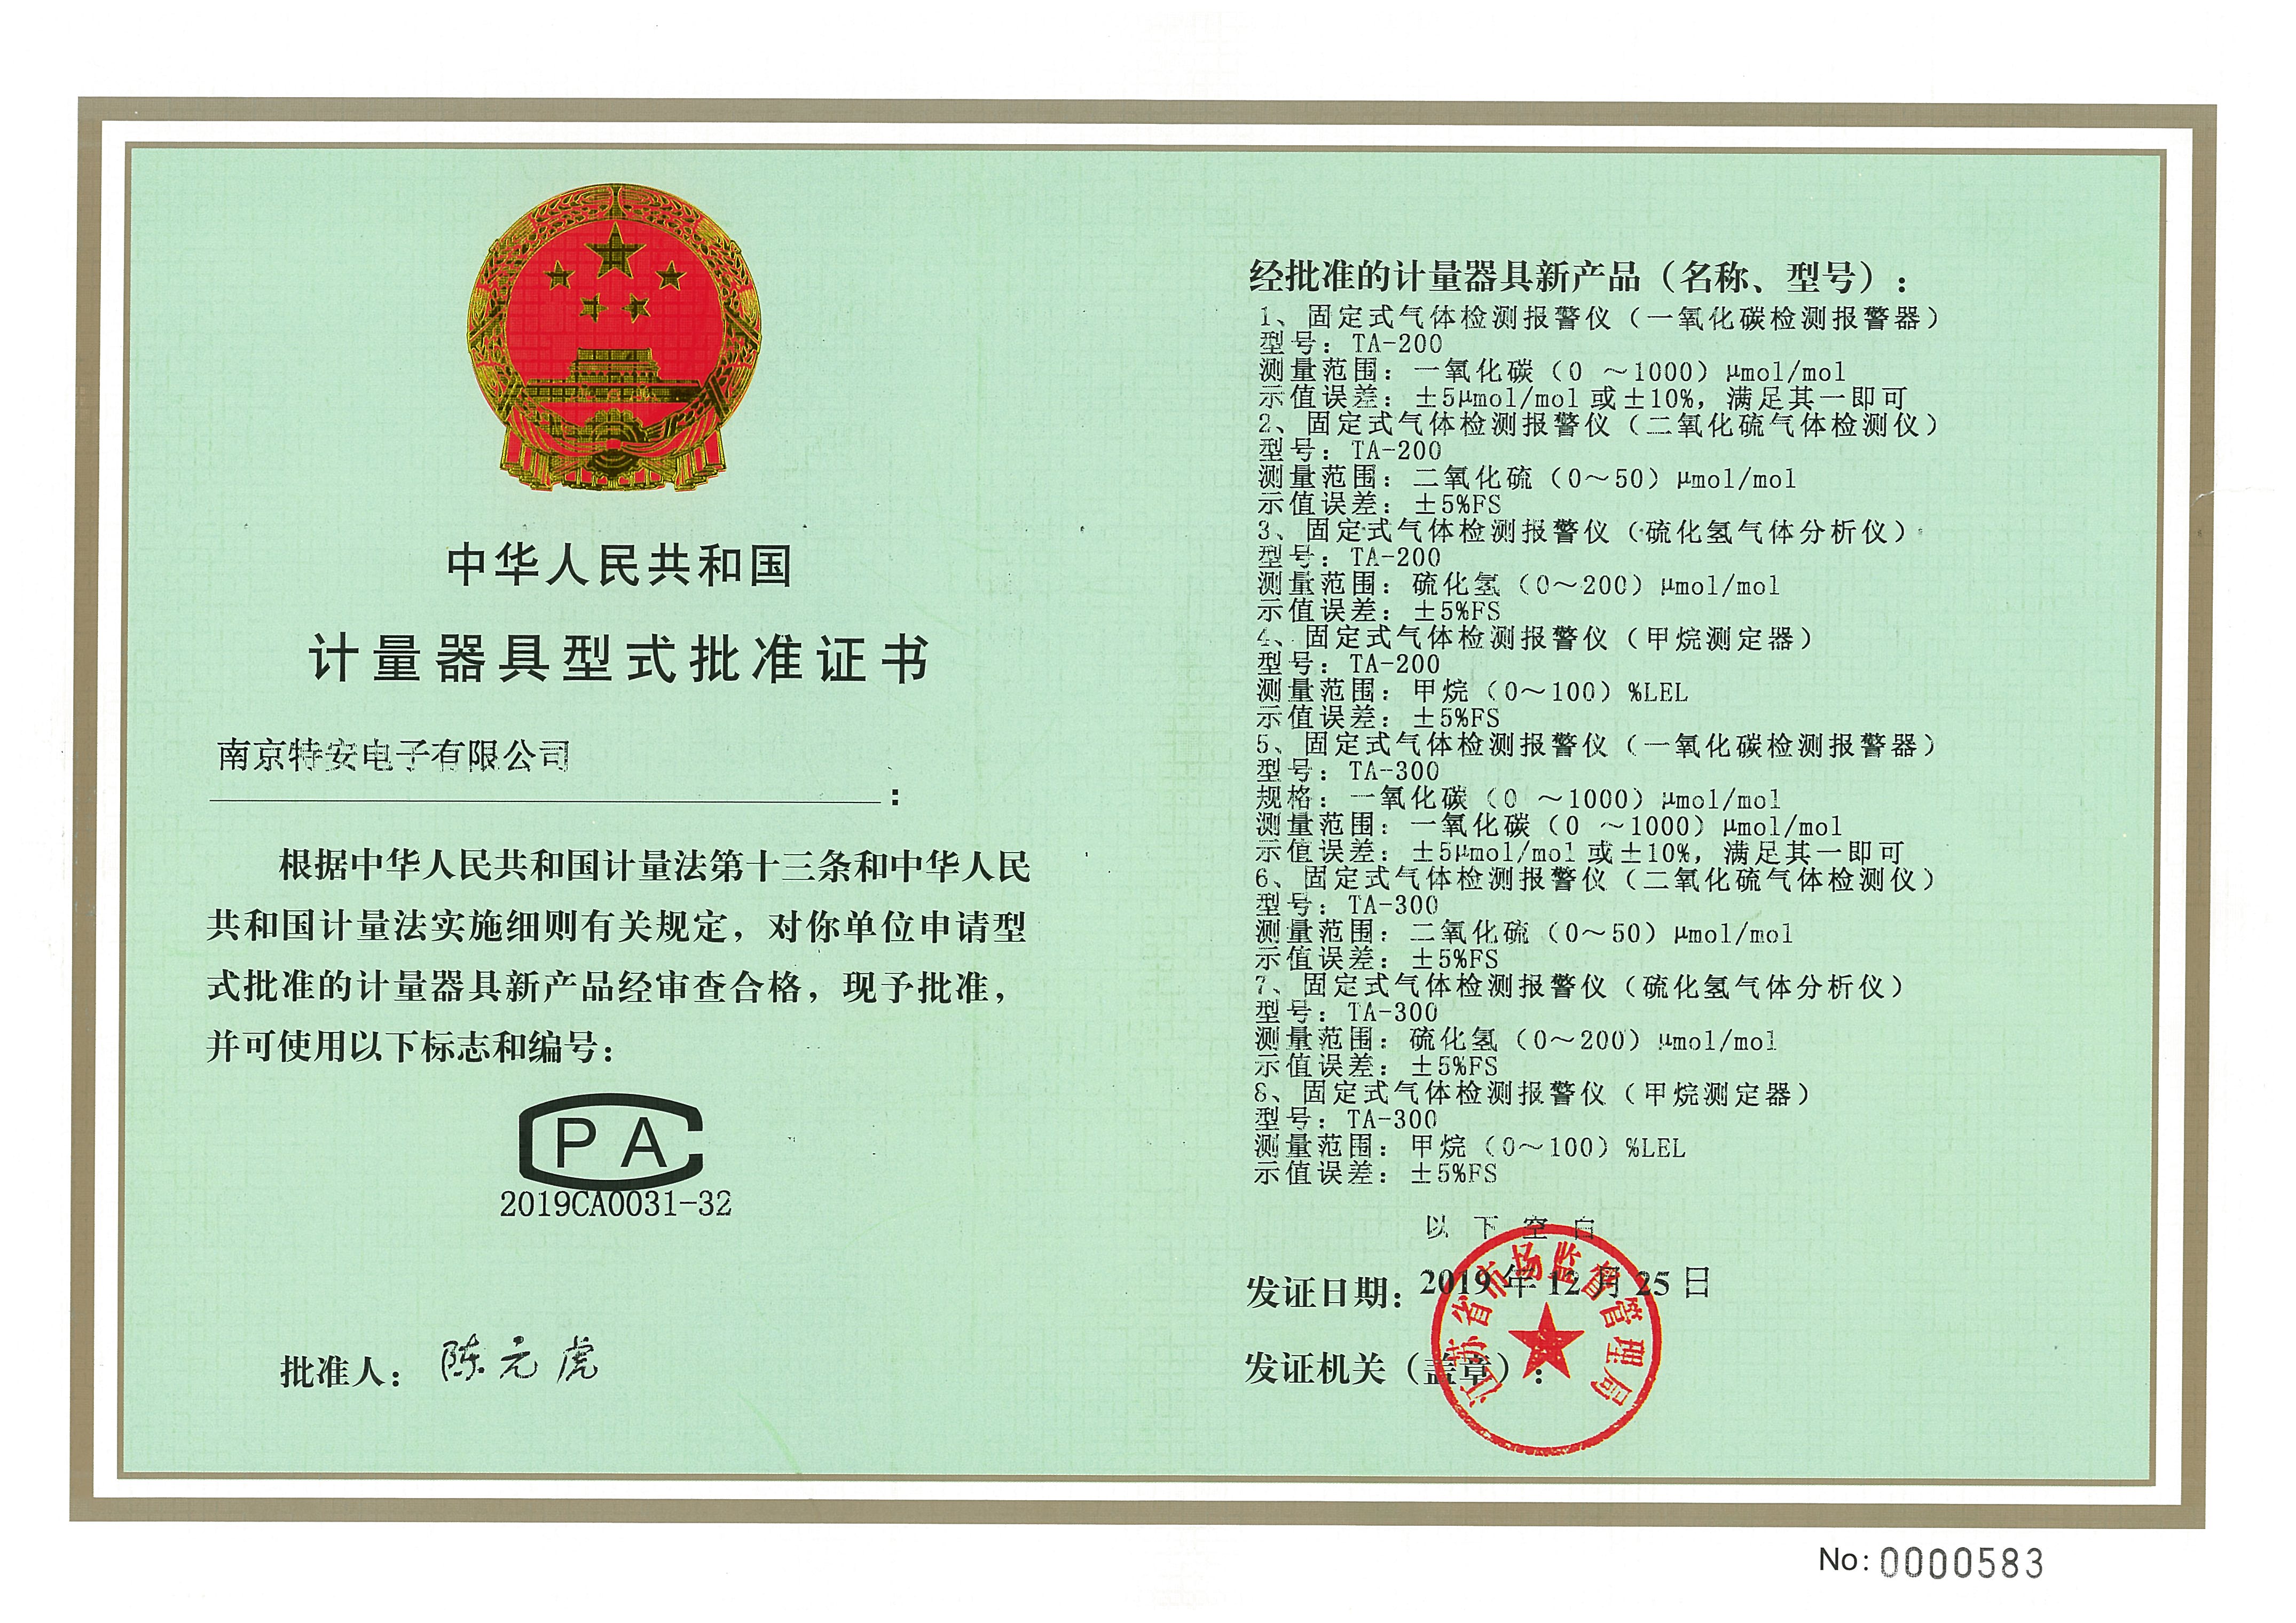 中华人民共和国
计量器具型式批准证书
南京特安电子有限公司
:
根据中华人民共和国计量法第十三条和中华人民
共和国计量法实施细则有关规定，对你单位申请型
式批准的计量器具新产品经审查合格，现予批准，
并可使用以下标志和编号：
CPA
2019CA0031-32
批准人：陈元虎
经批准的计量器具新产品（名称、型号）：
1、固定式气体检测报警仪（一氧化碳检测报警器）
型号：TA-200
测量范围：一氧化碳（0 ～1000）μmol/mol
示值误差：±5μmol/mol 或±10%，满足其一即可
2、固定式气体检测报警仪（二氧化硫气体检测仪）
型号：TA-200
测量范围：二氧化硫（0～50）μmol/mol
示值误差：±5%FS
3、固定式气体检测报警仪（硫化氢气体分析仪）
型号：TA-200
测量范围：硫化氢（0～200）μmol/mol
示值误差：±5%FS
4、固定式气体检测报警仪（甲烷测定器）
型号：TA-200
测量范围：甲烷（0～100）%LEL
示值误差：±5%FS
5、固定式气体检测报警仪（一氧化碳检测报警器）
型号：TA-300
规格：一氧化碳（0 ～1000）μmol/mol
测量范围：一氧化碳（0 ～1000）μmol/mol
示值误差：±5μmol/mol 或±10%，满足其一即可
6、固定式气体检测报警仪（二氧化硫气体检测仪）
型号：TA-300
测量范围：二氧化硫（0～50）μmol/mol
示值误差：±5%FS
7、固定式气体检测报警仪（硫化氢气体分析仪）
型号：TA-300
测量范围：硫化氢（0～200）μmol/mol
示值误差：±5%FS
8、固定式气体检测报警仪（甲烷测定器）
型号：TA-300
测量范围：甲烷（0～100）%LEL
示值误差：±5%FS
以下空白
发证日期：2019年12月25日
发证机关（盖章）：
江苏省市场监督管理局
No:0000583